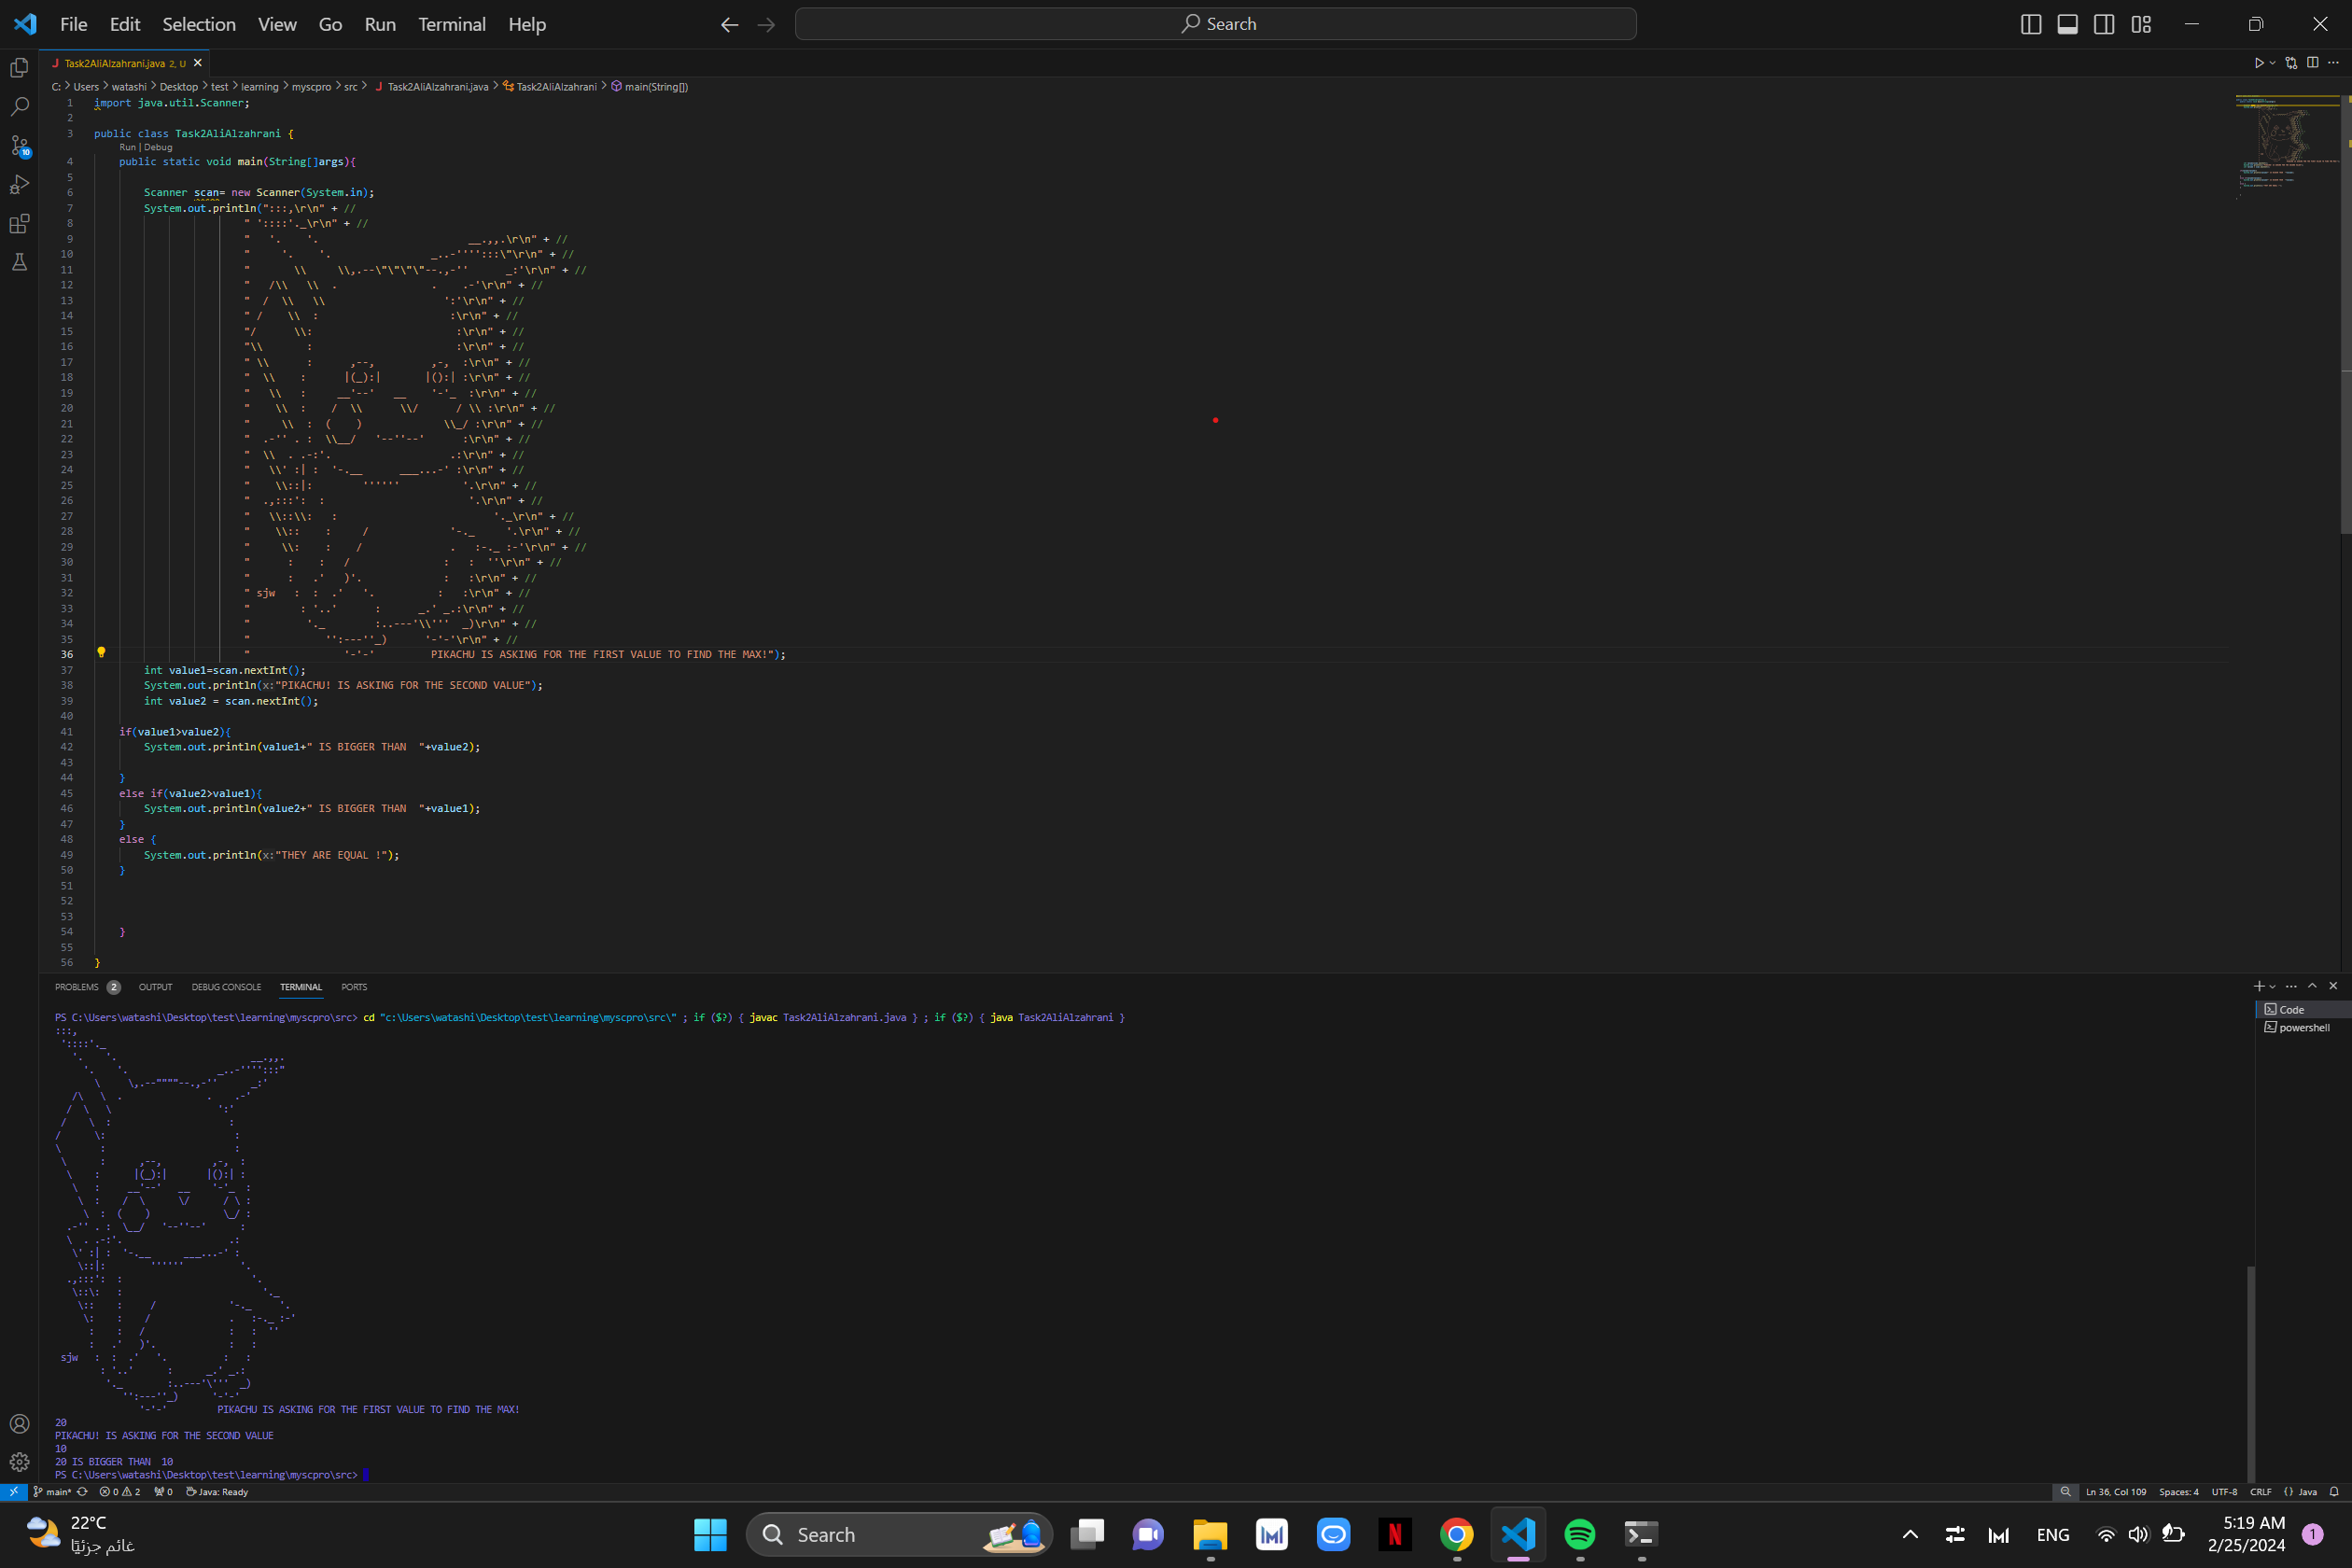 File Edit Selection View Go Run Terminal Help
Search
Task2AliAlzahrani.java 2, U
C: > Users > watashi > Desktop > test > learning > myscpro > src > J Task2AliAlzahrani.java > Task2AliAlzahrani > main(String[])
1 import java.util.Scanner;
2
3 public class Task2AliAlzahrani {
Run | Debug
4 public static void main(String[]args){
5
6 Scanner scan= new Scanner(System.in);
7 System.out.println(":::,\r\n" + //
8 " '::::'._\r\n" + //
9 "   '.    '.                        __.,,.\r\n" + //
10 "     '.    '.                _..-'''':::\"\r\n" + //
11 "       \\     \\,.--\"\"\"\"--.,-''      _:'\r\n" + //
12 "   /\\   \\  .               .    .-'\r\n" + //
13 "  /  \\   \\                   ':'\r\n" + //
14 " /    \\  :                     :\r\n" + //
15 "/      \\:                       :\r\n" + //
16 "\\       :                       :\r\n" + //
17 " \\      :      ,--,         ,-,  :\r\n" + //
18 "  \\    :      |(_):|       |():| :\r\n" + //
19 "   \\   :     __'--'   __    '-'_  :\r\n" + //
20 "    \\  :    /  \\      \\/      / \\ :\r\n" + //
21 "     \\  :  (    )             \\_/ :\r\n" + //
22 "  .-'' . :  \\__/   '--''--'      :\r\n" + //
23 "  \\  . .-:'.                   .:\r\n" + //
24 "   \\' :| :  '-.__      ___...-' :\r\n" + //
25 "    \\::|:        ''''''          '.\r\n" + //
26 "  .,:::':  :                       '.\r\n" + //
27 "   \\::\\:   :                         '._\r\n" + //
28 "    \\::    :     /             '-._     '.\r\n" + //
29 "     \\:    :    /              .   :-._ :-'\r\n" + //
30 "      :    :   /               :   :  ''\r\n" + //
31 "      :   .'   )'.             :   :\r\n" + //
32 " sjw   :  :  .'   '.          :   :\r\n" + //
33 "        : '..'      :      _.' _.:\r\n" + //
34 "         '._        :..---'\\'''  _)\r\n" + //
35 "            '':---''_)      '-'-'\r\n" + //
36 "               '-'-'         PIKACHU IS ASKING FOR THE FIRST VALUE TO FIND THE MAX!");
37 int value1=scan.nextInt();
38 System.out.println(x:"PIKACHU! IS ASKING FOR THE SECOND VALUE");
39 int value2 = scan.nextInt();
40
41 if(value1>value2){
42 System.out.println(value1+" IS BIGGER THAN  "+value2);
43
44 }
45 else if(value2>value1){
46 System.out.println(value2+" IS BIGGER THAN  "+value1);
47 }
48 else {
49 System.out.println(x:"THEY ARE EQUAL !");
50 }
51
52
53
54 }
55
56 }
PROBLEMS 2 OUTPUT DEBUG CONSOLE TERMINAL PORTS
Code
powershell
PS C:\Users\watashi\Desktop\test\learning\myscpro\src> cd "c:\Users\watashi\Desktop\test\learning\myscpro\src\" ; if ($?) { javac Task2AliAlzahrani.java } ; if ($?) { java Task2AliAlzahrani }
:::,
 '::::'._
   '.    '.                        __.,,.
     '.    '.                _..-'''':::"
       \     \,.--""""--.,-''      _:'
   /\   \  .               .    .-'
  /  \   \                   ':'
 /    \  :                     :
/      \:                       :
\       :                       :
 \      :      ,--,         ,-,  :
  \    :      |(_):|       |():| :
   \   :     __'--'   __    '-'_  :
    \  :    /  \      \/      / \ :
     \  :  (    )             \_/ :
  .-'' . :  \__/   '--''--'      :
  \  . .-:'.                   .:
   \' :| :  '-.__      ___...-' :
    \::|:        ''''''          '.
  .,:::':  :                       '.
   \::\:   :                         '._
    \::    :     /             '-._     '.
     \:    :    /              .   :-._ :-'
      :    :   /               :   :  ''
      :   .'   )'.             :   :
 sjw   :  :  .'   '.          :   :
        : '..'      :      _.' _.:
         '._        :..---'\'''  _)
            '':---''_)      '-'-'
               '-'-'         PIKACHU IS ASKING FOR THE FIRST VALUE TO FIND THE MAX!
20
PIKACHU! IS ASKING FOR THE SECOND VALUE
10
20 IS BIGGER THAN  10
PS C:\Users\watashi\Desktop\test\learning\myscpro\src>
main* 0 2 0 Java: Ready
Ln 36, Col 109 Spaces: 4 UTF-8 CRLF {} Java
22°C
غائم جزئيًا
Search
ENG
5:19 AM
2/25/2024
1